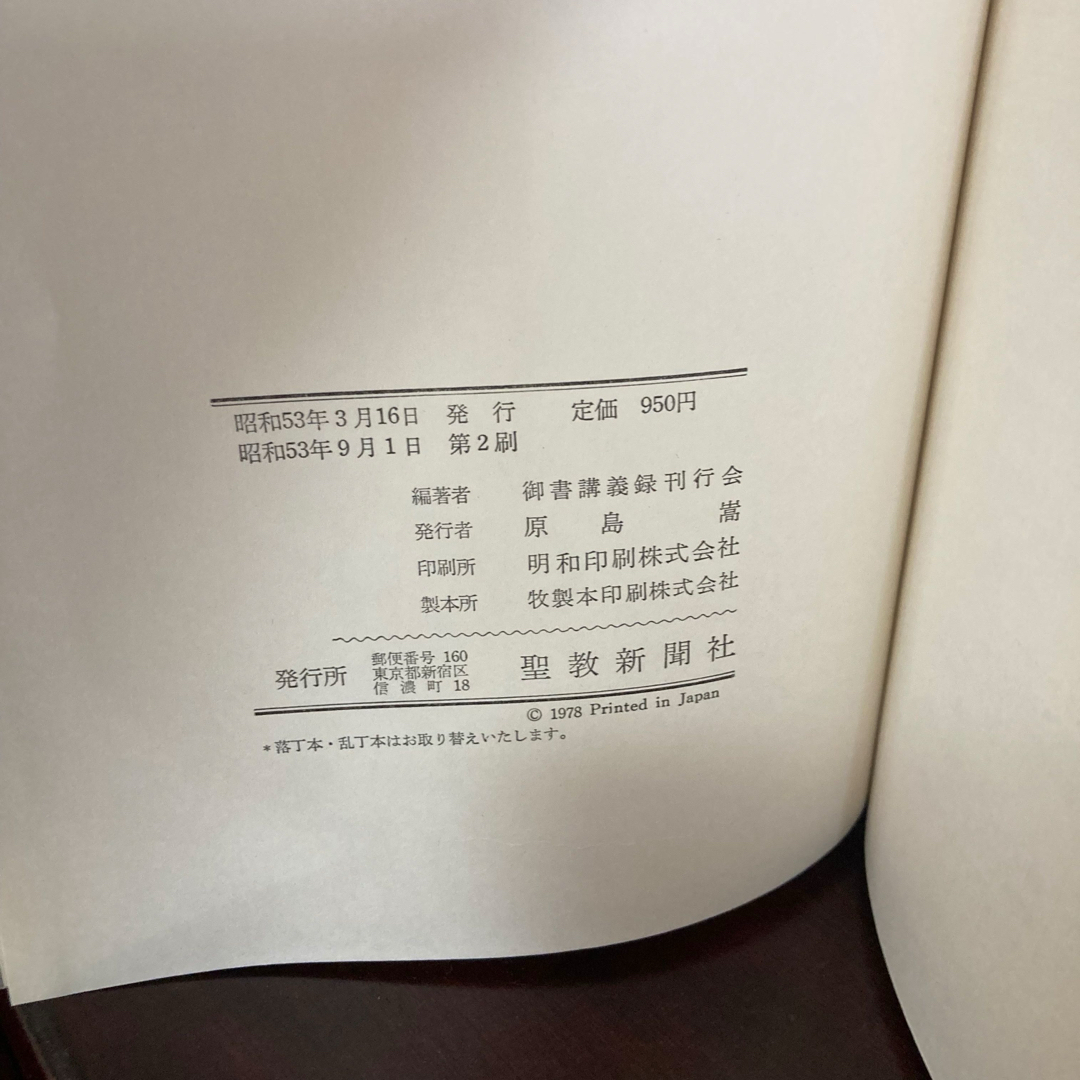 昭和53年3月16日　発　行　　定価　950円
昭和53年9月1日　第2刷
編著者　御書講義録刊行会
発行者　原島嵩
印刷所　明和印刷株式会社
製本所　牧製本印刷株式会社
発行所　郵便番号 160
東京都新宿区
信濃町 18
聖教新聞社
© 1978 Printed in Japan
＊落丁本・乱丁本はお取り替えいたします。